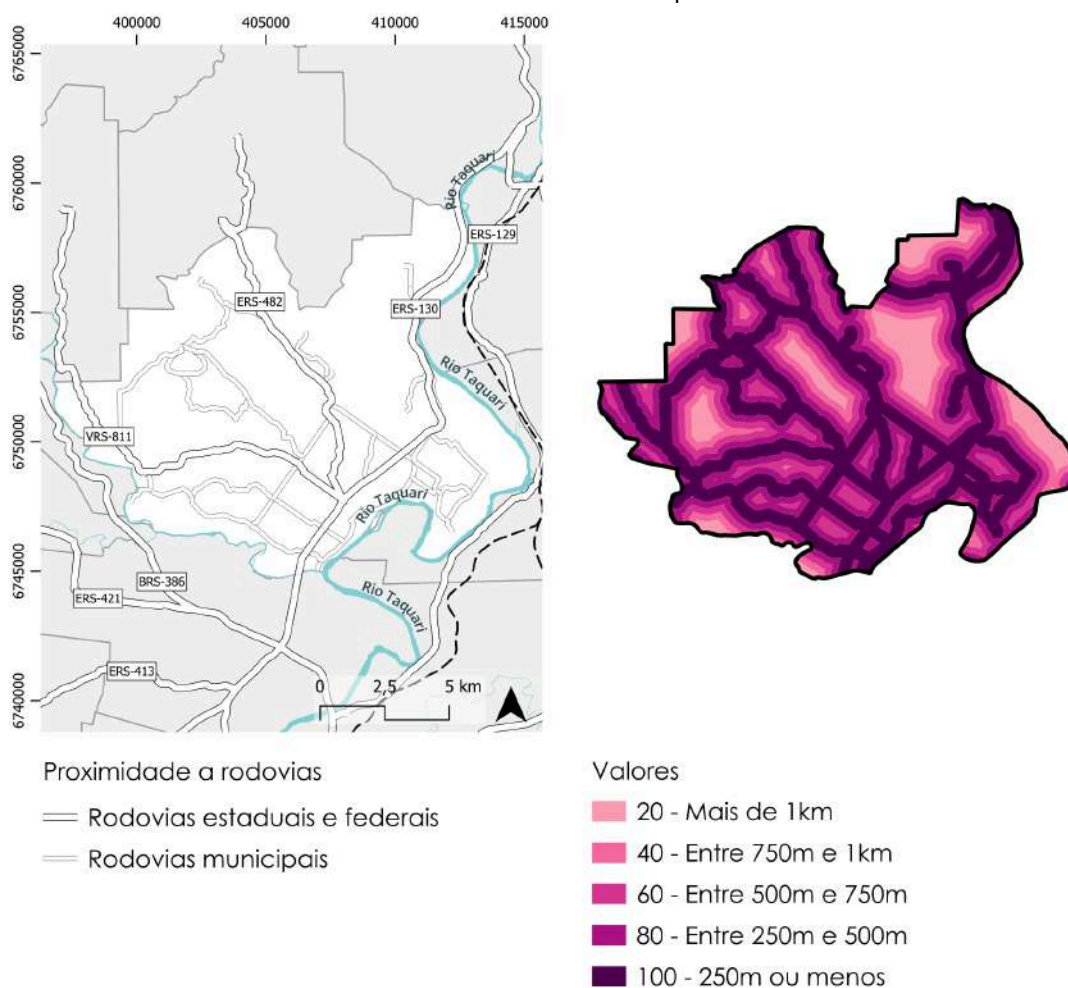 400000 405000 410000 415000
6765000
6760000
6755000
6750000
6745000
6740000
Rio Taquari
ERS-129
ERS-482
ERS-130
Rio Taquari
VRS-811
Rio Taquari
BRS-386
Rio Taquari
ERS-421
ERS-413
0 2,5 5 km
Proximidade a rodovias
Rodovias estaduais e federais
Rodovias municipais
Valores
20 - Mais de 1km
40 - Entre 750m e 1km
60 - Entre 500m e 750m
80 - Entre 250m e 500m
100 - 250m ou menos